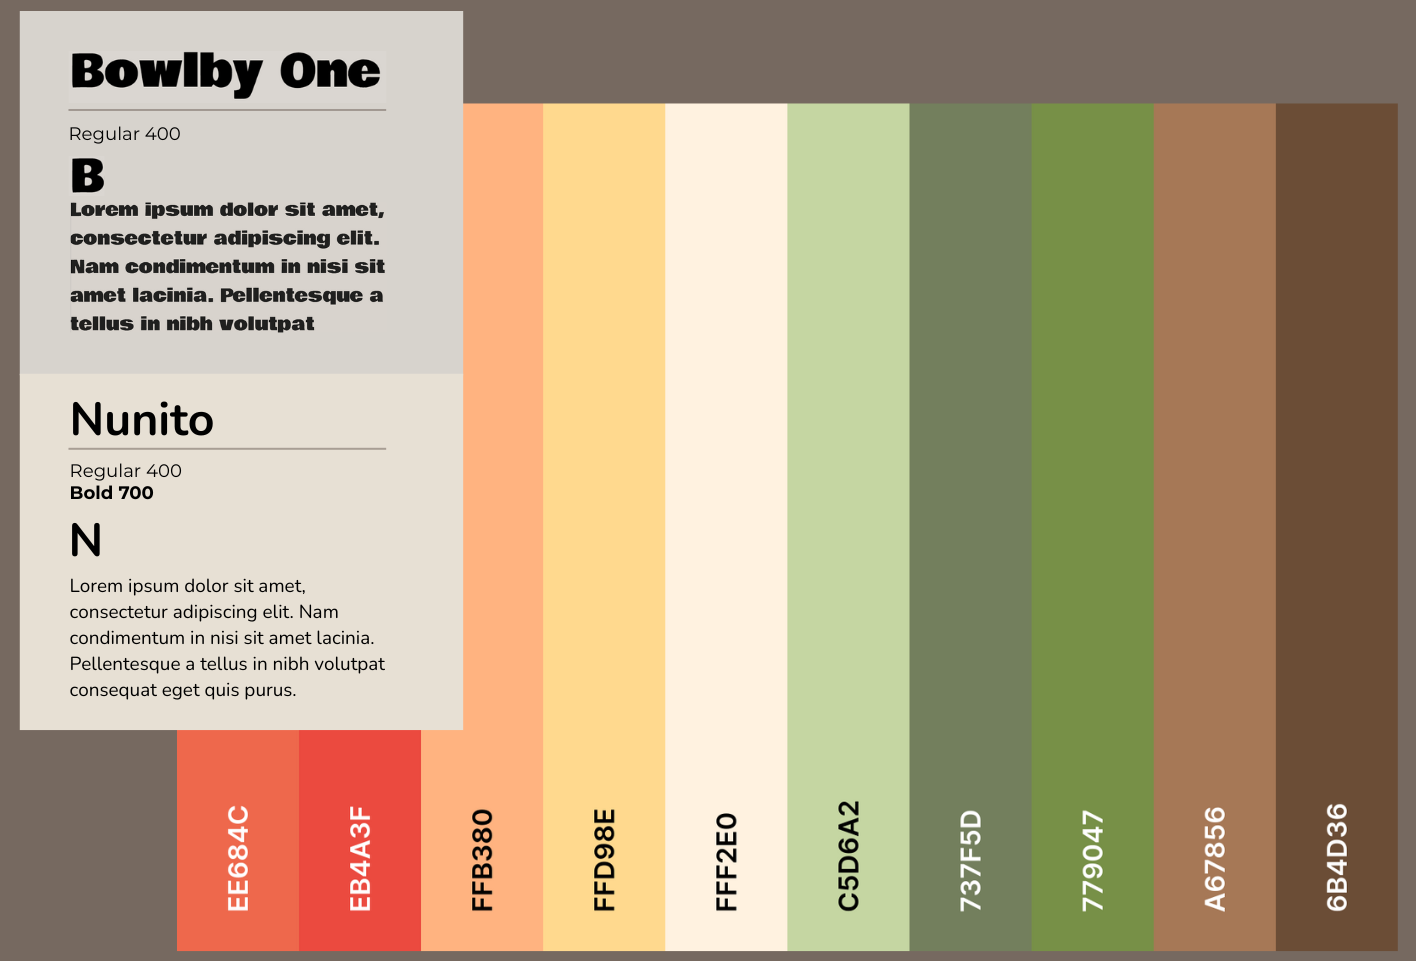 Bowlby One
Regular 400
B
Lorem ipsum dolor sit amet,
consectetur adipiscing elit.
Nam condimentum in nisi sit
amet lacinia. Pellentesque a
tellus in nibh volutpat
Nunito
Regular 400
Bold 700
N
Lorem ipsum dolor sit amet,
consectetur adipiscing elit. Nam
condimentum in nisi sit amet lacinia.
Pellentesque a tellus in nibh volutpat
consequat eget quis purus.
EE684C
EB4A3F
FFB380
FFD98E
FFF2E0
C5D6A2
737F5D
779047
A67856
6B4D36